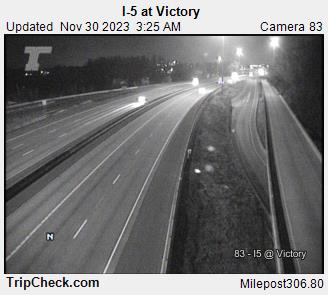 I-5 at Victory
Updated Nov 30 2023 3:25 AM Camera 83
T
N
83 - I5 @ Victory
TripCheck.com Milepost306.80